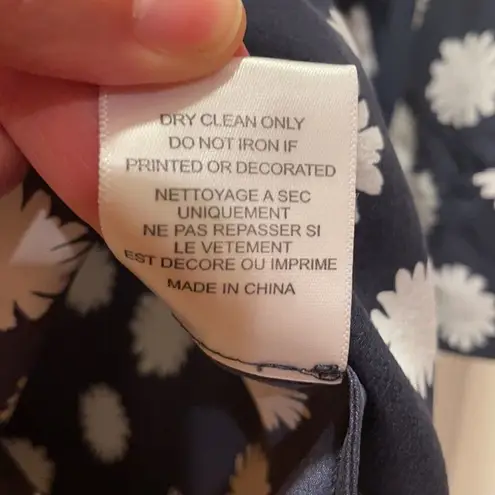 DRY CLEAN ONLY
DO NOT IRON IF
PRINTED OR DECORATED
NETTOYAGE A SEC
UNIQUEMENT
NE PAS REPASSER SI
LE VETEMENT
EST DECORE OU IMPRIME
MADE IN CHINA